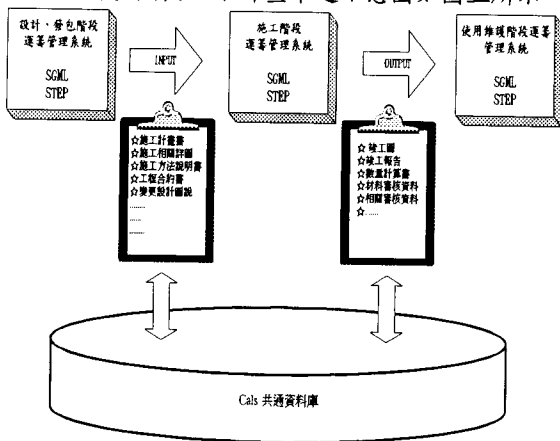 設計、發包階段
運籌管理系統
SGML
STEP
INPUT
施工階段
運籌管理系統
SGML
STEP
OUTPUT
使用維護階段運籌
管理系統
SGML
STEP
☆施工計畫書
☆施工相關詳圖
☆施工方法說明書
☆工程合約書
☆變更設計圖說
.......
.....
.......
☆竣工圖
☆竣工報告
☆數量計算書
☆材料審核資料
☆相關審核資料
☆......
Cals 共通資料庫